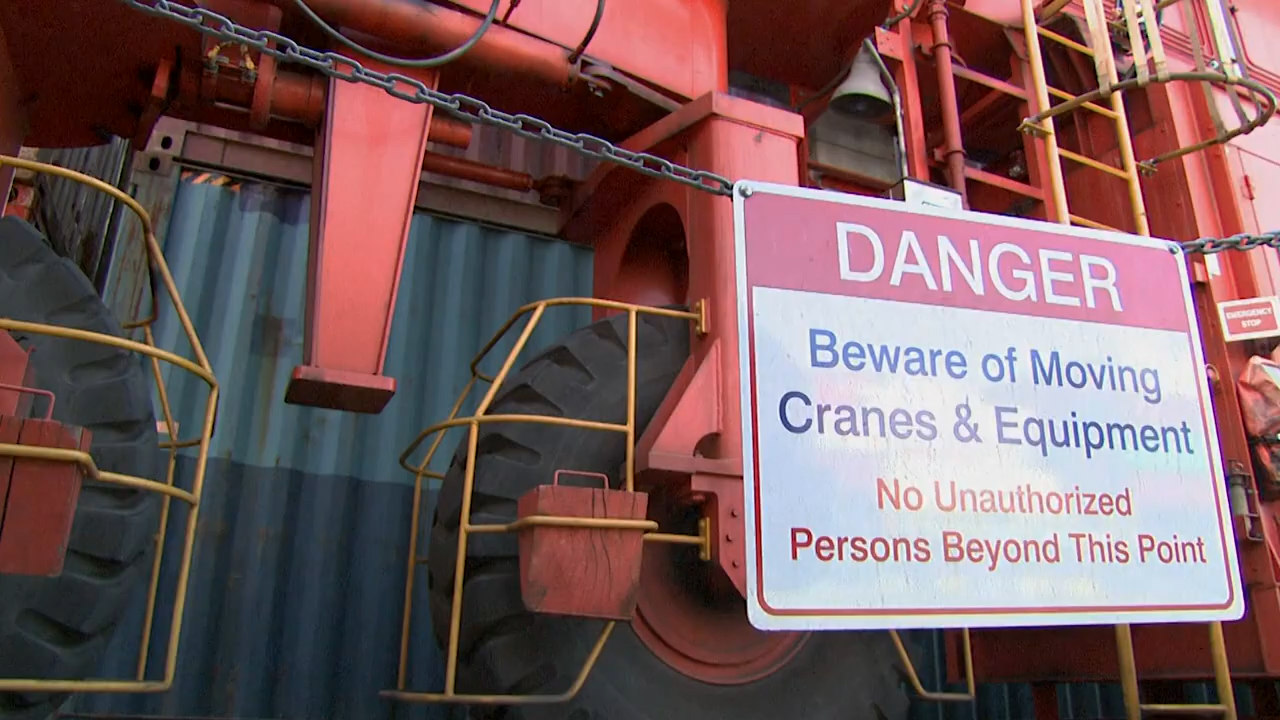 DANGER
Beware of Moving
Cranes & Equipment
No Unauthorized
Persons Beyond This Point
EMERGENCY
STOP